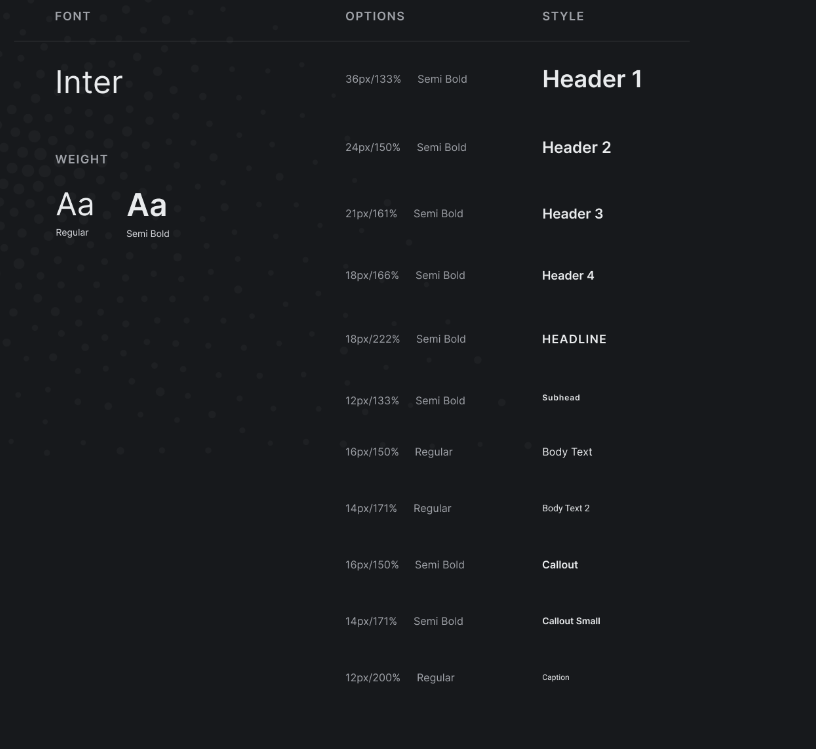 FONT OPTIONS STYLE
Inter
36px/133% Semi Bold Header 1
24px/150% Semi Bold Header 2
WEIGHT
Aa Aa
Regular Semi Bold
21px/161% Semi Bold Header 3
18px/166% Semi Bold Header 4
18px/222% Semi Bold HEADLINE
12px/133% Semi Bold Subhead
16px/150% Regular Body Text
14px/171% Regular Body Text 2
16px/150% Semi Bold Callout
14px/171% Semi Bold Callout Small
12px/200% Regular Caption